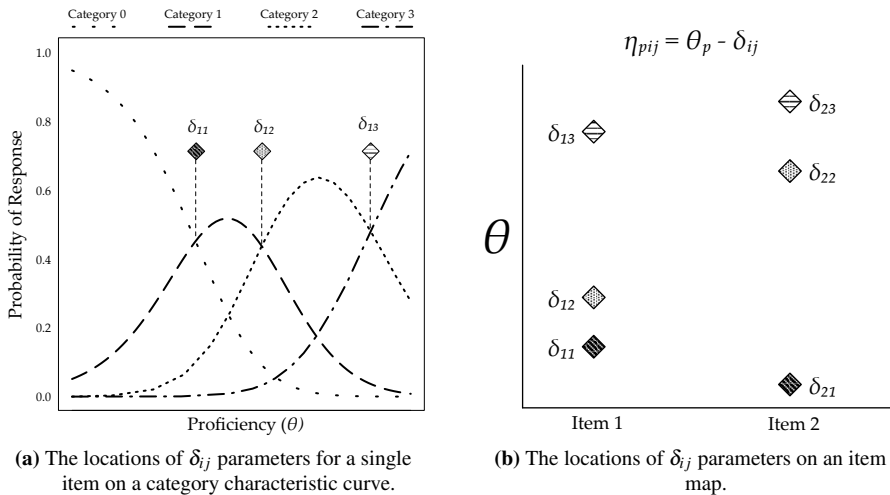 Category 0 Category 1 Category 2 Category 3
1.0
0.8
0.6
0.4
0.2
0.0
Probability of Response
δ11 δ12 δ13
Proficiency (θ)
(a) The locations of δij parameters for a single
item on a category characteristic curve.
ηpij = θp - δij
θ
δ13
δ12
δ11
δ23
δ22
δ21
Item 1 Item 2
(b) The locations of δij parameters on an item
map.